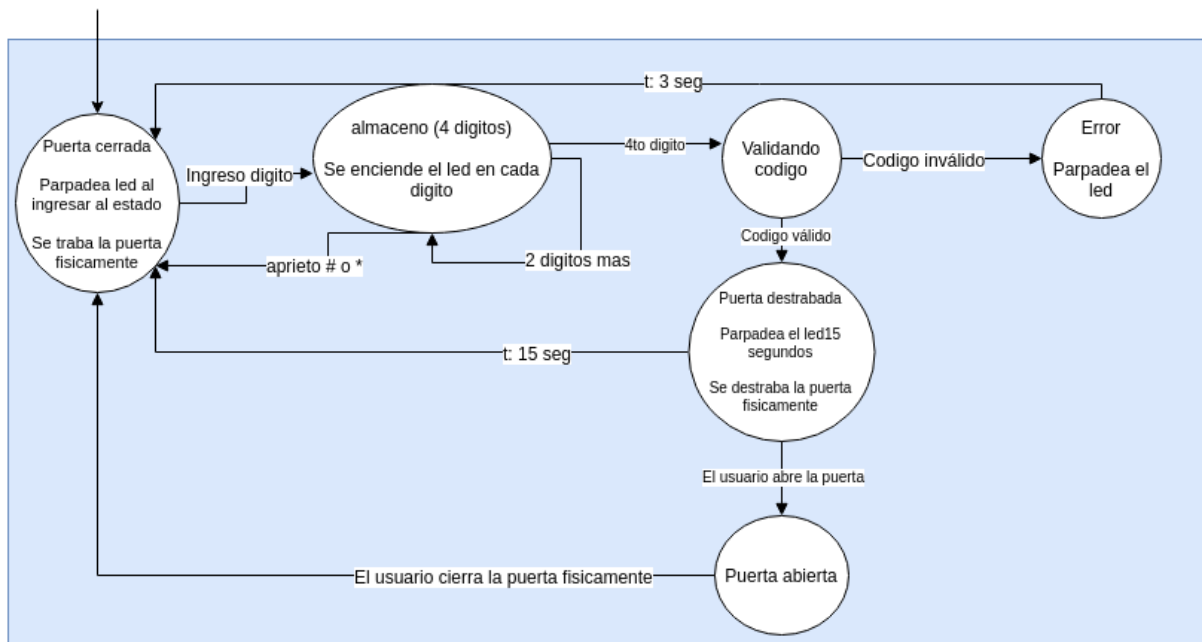 t: 3 seg
Puerta cerrada
Parpadea led al
ingresar al estado
Se traba la puerta
fisicamente
Ingreso digito
almaceno (4 digitos)
Se enciende el led en cada
digito
4to digito
Validando
codigo
Codigo inválido
Error
Parpadea el
led
aprieto # o *
2 digitos mas
Codigo válido
Puerta destrabada
Parpadea el led15
segundos
Se destraba la puerta
fisicamente
t: 15 seg
El usuario abre la puerta
Puerta abierta
El usuario cierra la puerta fisicamente